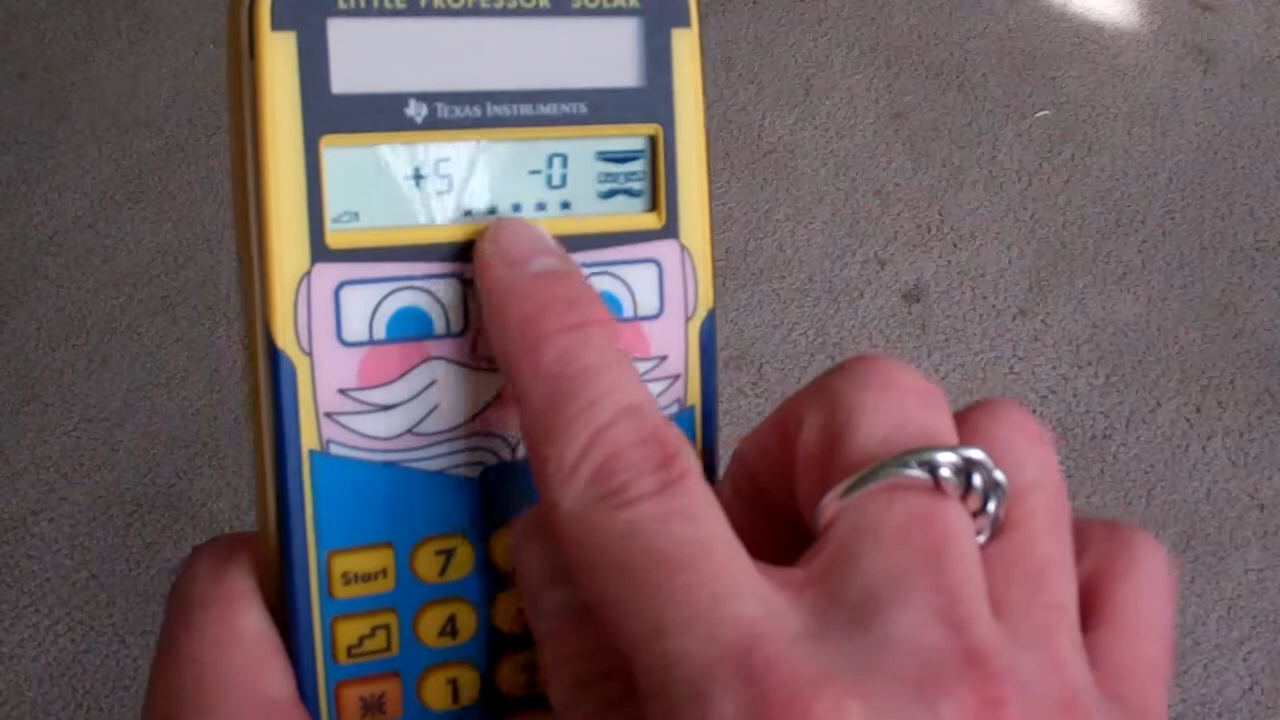 LITTLE PROFESSOR SOLAR
TEXAS INSTRUMENTS
+5 -0
Start 7
4
1